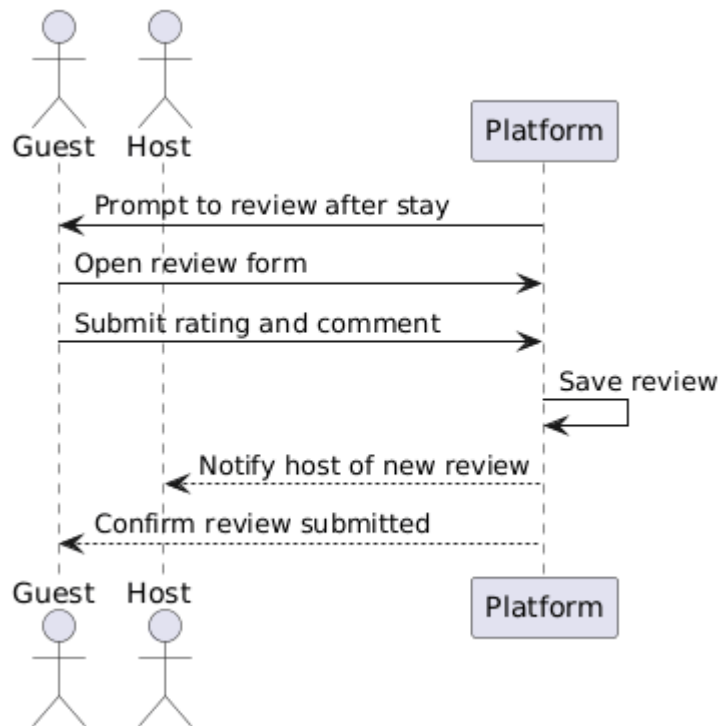 Guest Host
Platform
Prompt to review after stay
Open review form
Submit rating and comment
Save review
Notify host of new review
Confirm review submitted
Guest Host
Platform